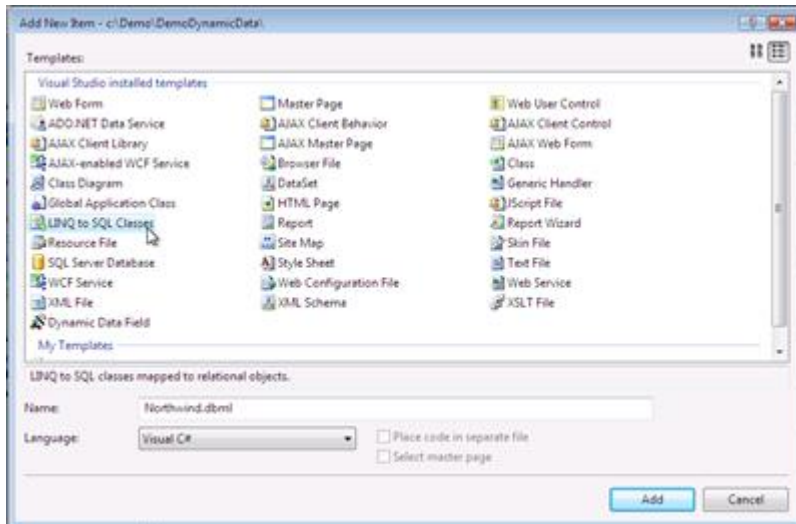 Add New Item - c:\Demo\DemoDynamicData\
Templates:
Visual Studio installed templates
Web Form Master Page Web User Control
ADO.NET Data Service AJAX Client Behavior AJAX Client Control
AJAX Client Library AJAX Master Page AJAX Web Form
AJAX-enabled WCF Service Browser File Class
Class Diagram DataSet Generic Handler
Global Application Class HTML Page JScript File
LINQ to SQL Classes Report Report Wizard
Resource File Site Map Skin File
SQL Server Database Style Sheet Text File
WCF Service Web Configuration File Web Service
XML File XML Schema XSLT File
Dynamic Data Field
My Templates
LINQ to SQL classes mapped to relational objects.
Name: Northwind.dbml
Language: Visual C# Place code in separate file
Select master page
Add Cancel